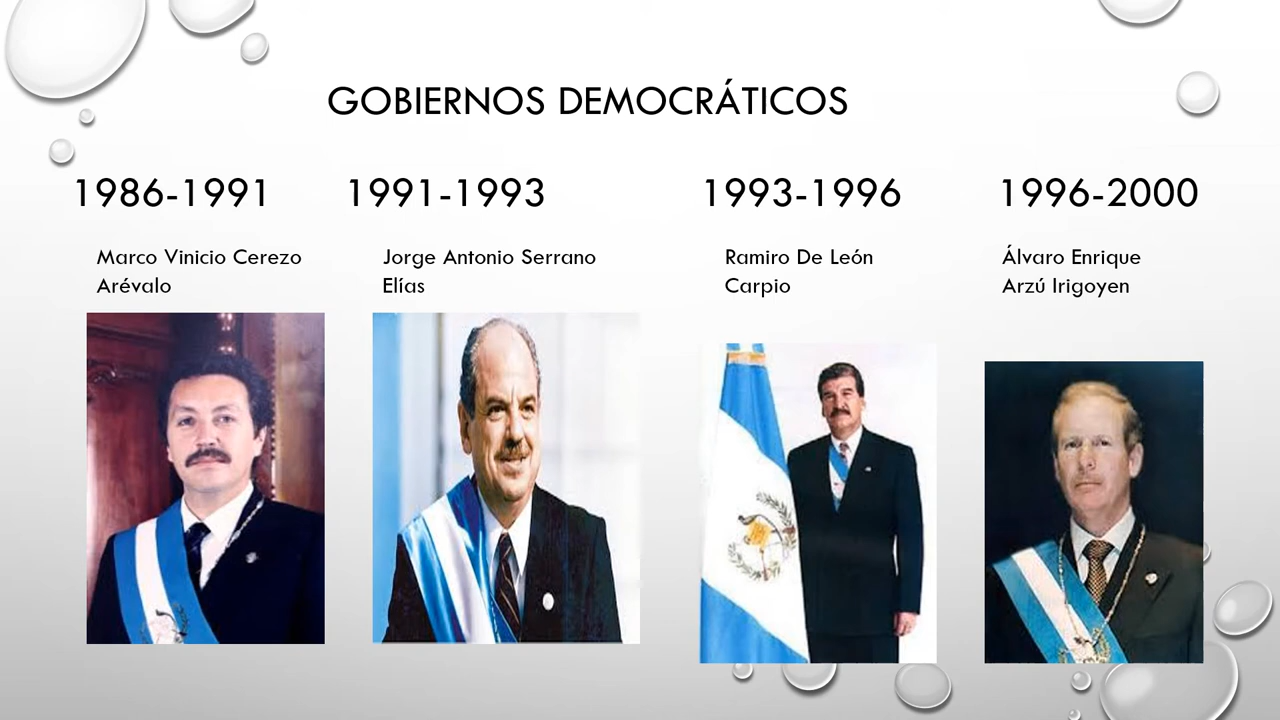 GOBIERNOS DEMOCRÁTICOS
1986-1991
1991-1993
1993-1996
1996-2000
Marco Vinicio Cerezo
Arévalo
Jorge Antonio Serrano
Elías
Ramiro De León
Carpio
Álvaro Enrique
Arzú Irigoyen